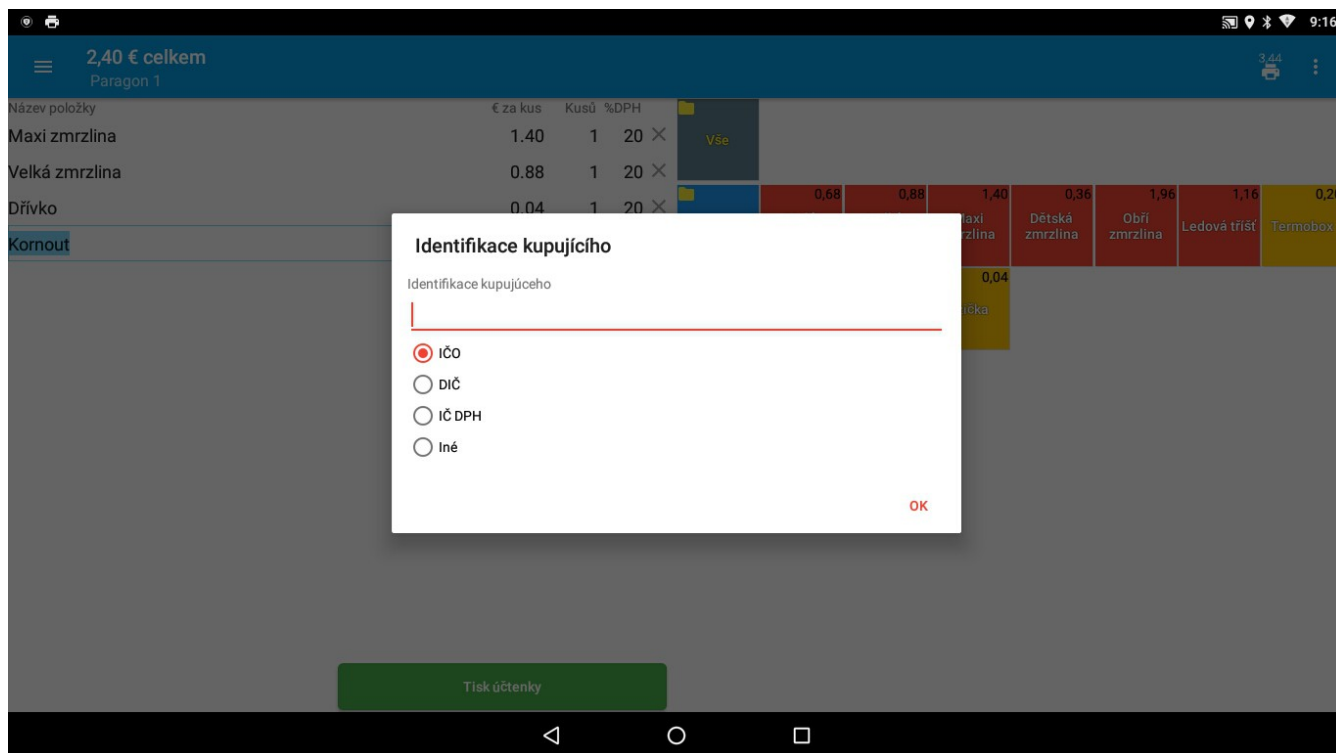 9:16
2,40 € celkem
Paragon 1
3,44
Název položky € za kus Kusů %DPH
Maxi zmrzlina 1.40 1 20
Velká zmrzlina 0.88 1 20
Dřívko 0.04 1 20
Kornout
Vše
0,68
0,88
1,40
0,36
Dětská
zmrzlina
1,96
Obří
zmrzlina
1,16
Ledová tříšť
Termobox
0,04
Identifikace kupujícího
Identifikace kupujúceho
IČO
DIČ
IČ DPH
Iné
OK
Tisk účtenky